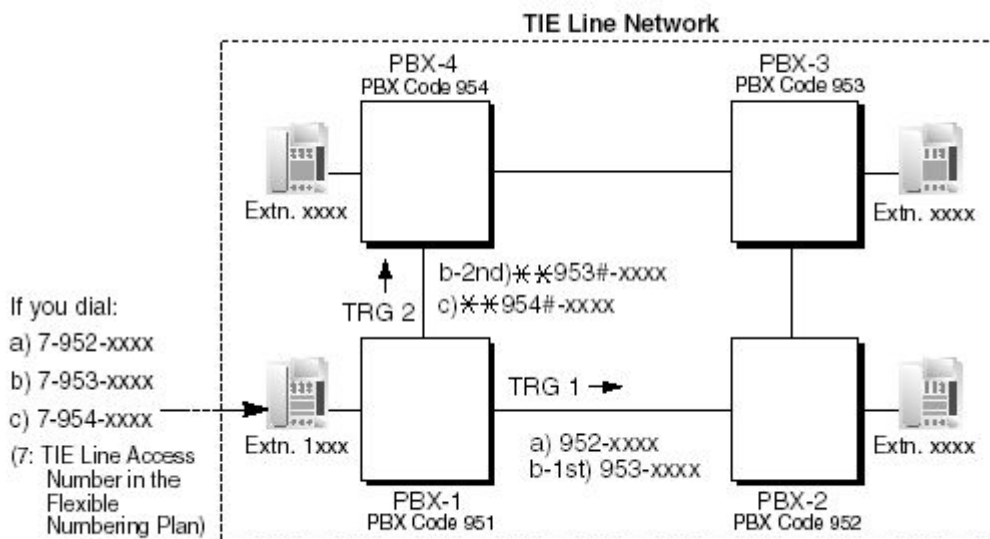 TIE Line Network
PBX-4
PBX Code 954
PBX-3
PBX Code 953
Extn. xxxx
Extn. xxxx
b-2nd)**953#-xxxx
c)**954#-xxxx
TRG 2
If you dial:
a) 7-952-xxxx
b) 7-953-xxxx
c) 7-954-xxxx
(7: TIE Line Access
Number in the
Flexible
Numbering Plan)
Extn. 1xxx
TRG 1
a) 952-xxxx
b-1st) 953-xxxx
Extn. xxxx
PBX-1
PBX Code 951
PBX-2
PBX Code 952